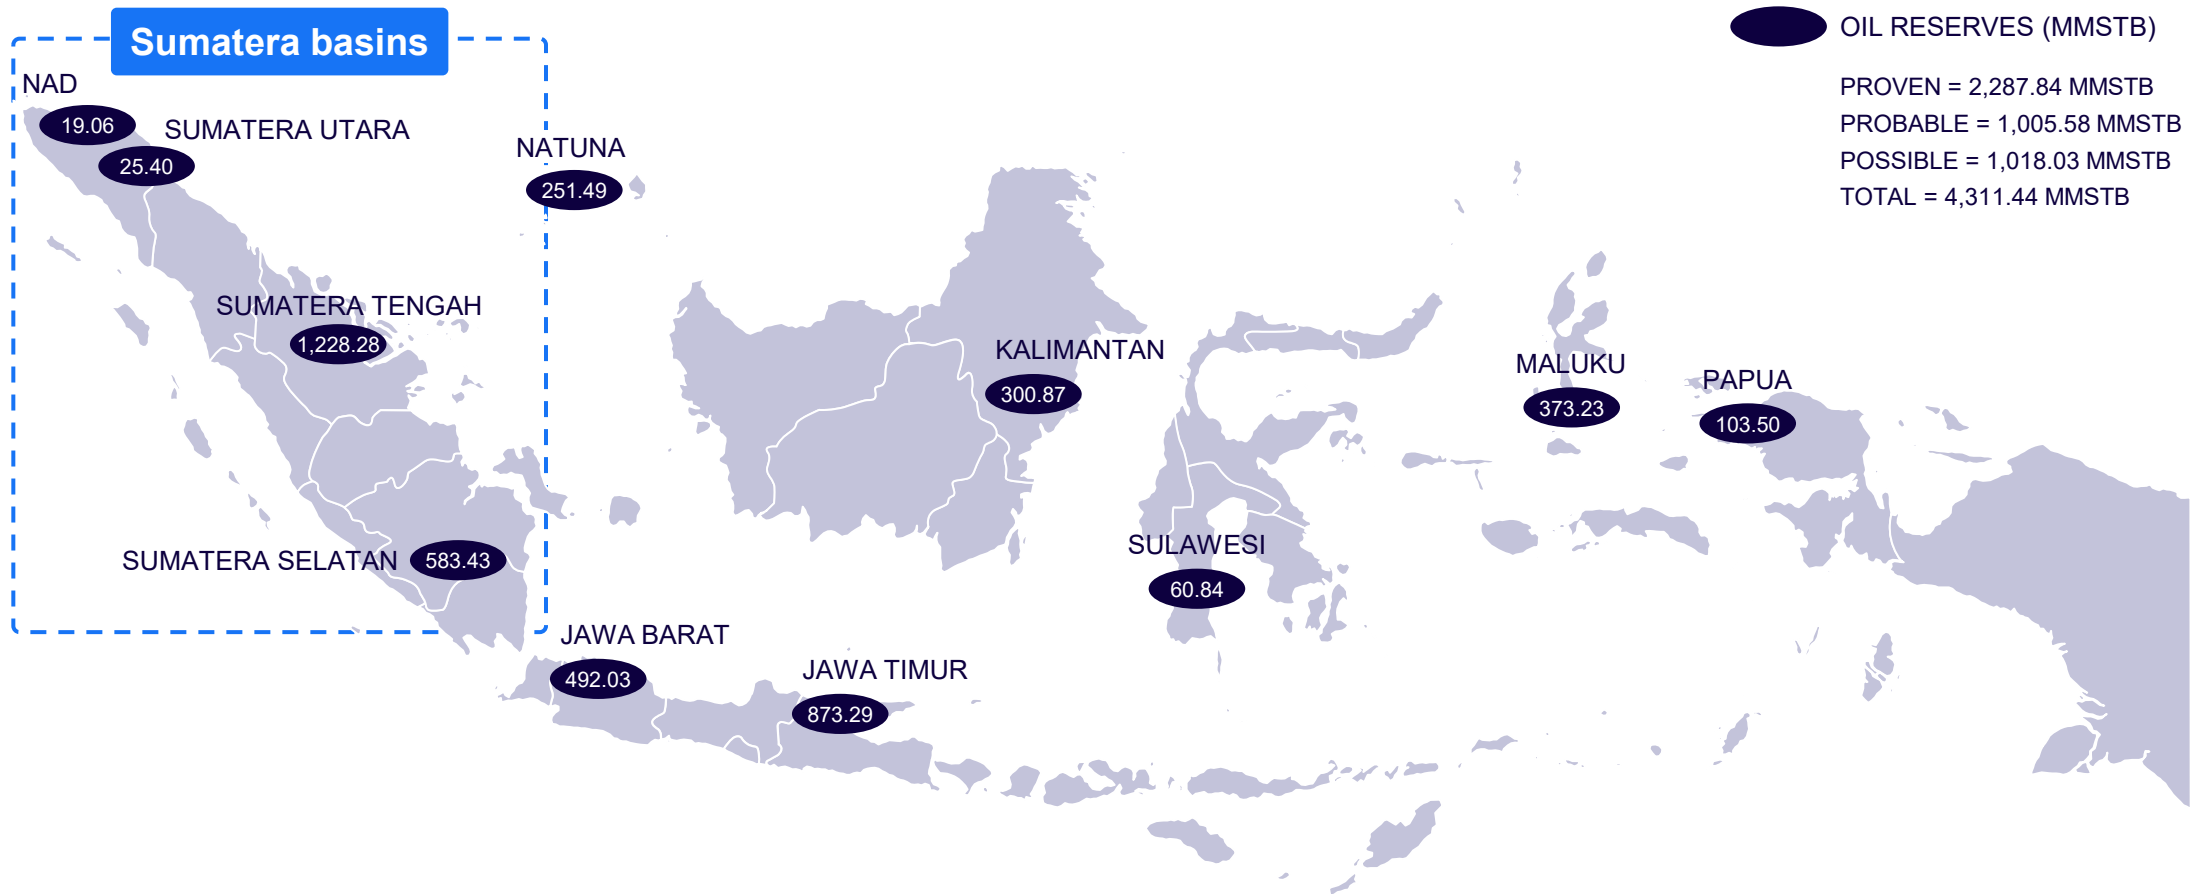 Sumatera basins
OIL RESERVES (MMSTB)
PROVEN = 2,287.84 MMSTB
PROBABLE = 1,005.58 MMSTB
POSSIBLE = 1,018.03 MMSTB
TOTAL = 4,311.44 MMSTB
NAD
19.06
SUMATERA UTARA
25.40
NATUNA
251.49
SUMATERA TENGAH
1,228.28
KALIMANTAN
300.87
MALUKU
373.23
PAPUA
103.50
SUMATERA SELATAN
583.43
SULAWESI
60.84
JAWA BARAT
492.03
JAWA TIMUR
873.29